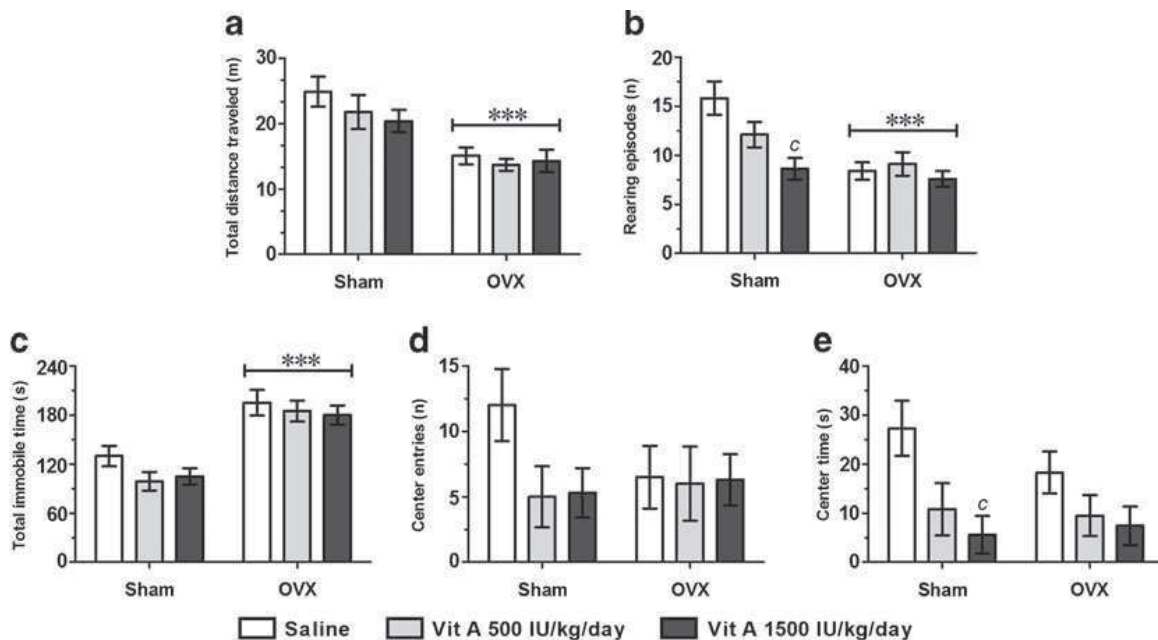 a
Total distance traveled (m)
30
20
10
0
***
Sham
OVX
b
Rearing episodes (n)
20
15
10
5
0
c
***
Sham
OVX
c
Total immobile time (s)
240
180
120
60
0
***
Sham
OVX
d
Center entries (n)
15
10
5
0
Sham
OVX
e
Center time (s)
40
30
20
10
0
c
Sham
OVX
Saline
Vit A 500 IU/kg/day
Vit A 1500 IU/kg/day